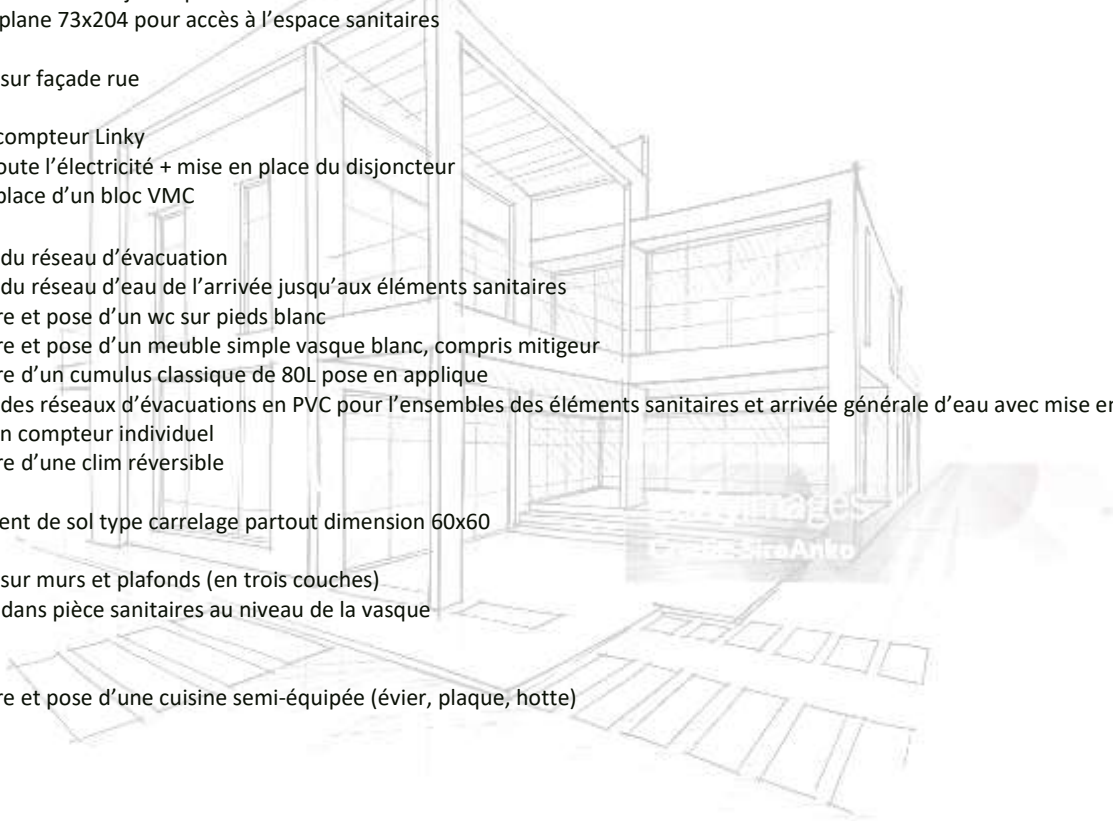 plane 73x204 pour accès à l’espace sanitaires
sur façade rue
compteur Linky
oute l’électricité + mise en place du disjoncteur
place d’un bloc VMC
du réseau d’évacuation
du réseau d’eau de l’arrivée jusqu’aux éléments sanitaires
re et pose d’un wc sur pieds blanc
re et pose d’un meuble simple vasque blanc, compris mitigeur
re d’un cumulus classique de 80L pose en applique
des réseaux d’évacuations en PVC pour l’ensembles des éléments sanitaires et arrivée générale d’eau avec mise en
n compteur individuel
re d’une clim réversible
ent de sol type carrelage partout dimension 60x60
sur murs et plafonds (en trois couches)
dans pièce sanitaires au niveau de la vasque
re et pose d’une cuisine semi-équipée (évier, plaque, hotte)